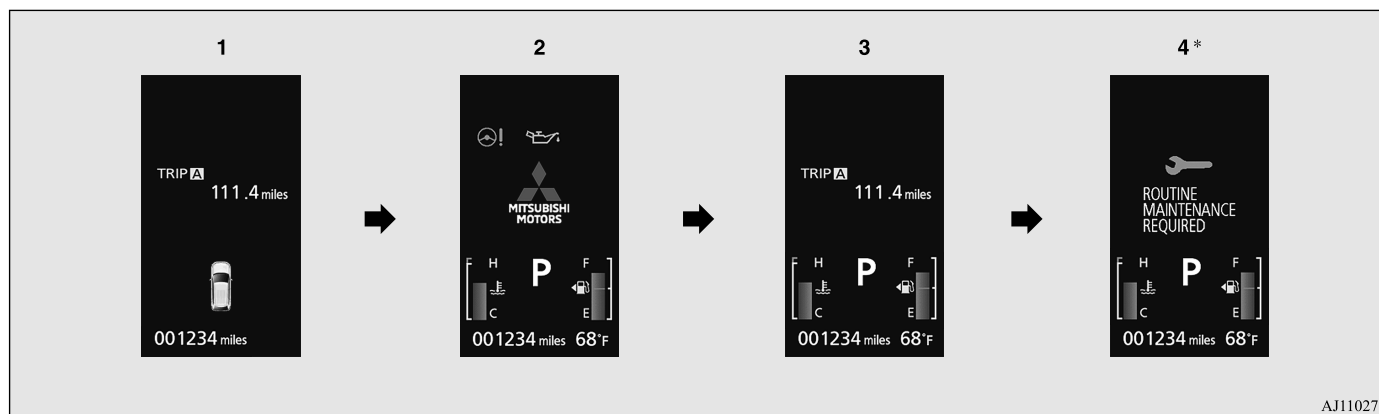 1
2
3
4*
TRIP A
111.4 miles
001234 miles
MITSUBISHI
MOTORS
F H P F
C E
001234 miles 68°F
TRIP A
111.4 miles
F H P F
C E
001234 miles 68°F
ROUTINE
MAINTENANCE
REQUIRED
F H P F
C E
001234 miles 68°F
AJ11027